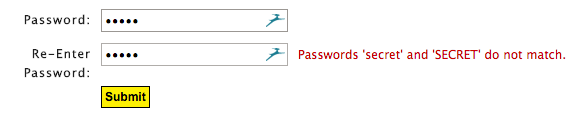 Password: •••••
Re-Enter ••••• Passwords 'secret' and 'SECRET' do not match.
Password:
Submit